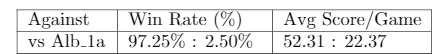 Against Win Rate (%) Avg Score/Game
vs Alb_1a 97.25% : 2.50% 52.31 : 22.37